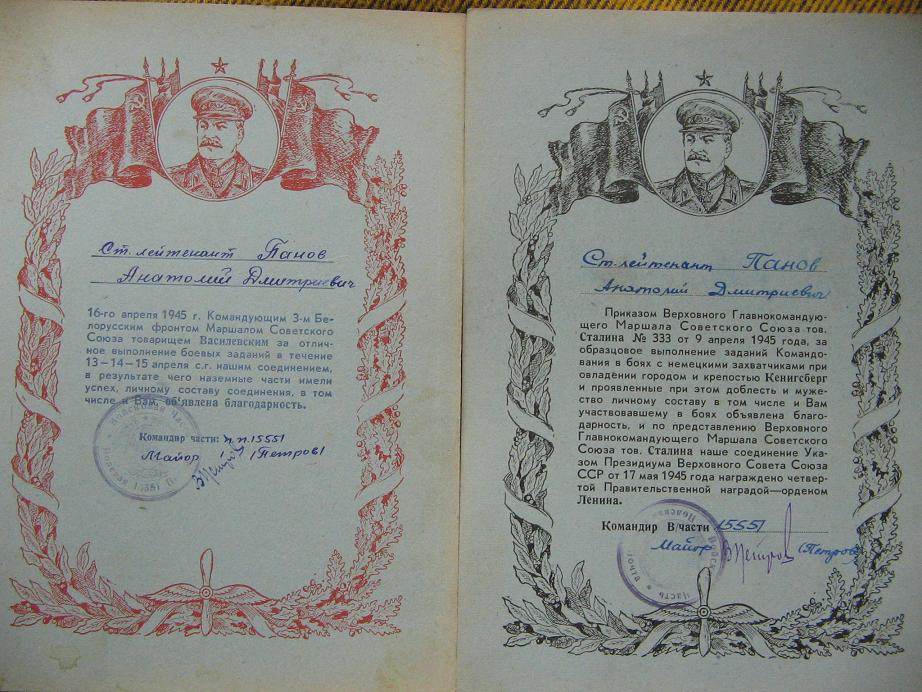 Ст. лейтенант Панов
Анатолий Дмитриевич
16-го апреля 1945 г. Командующим 3-м Бе-
лорусским фронтом Маршалом Советского
Союза товарищем Василевским за отлич-
ное выполнение боевых заданий в течение
13—14—15 апреля с.г. нашим соединением,
в результате чего наземные части имели
успех, личному составу соединения, в том
числе и Вам, объявлена благодарность.
Командир части: п.п. 15551
Майор (Петров)
Ст. лейтенант Панов
Анатолий Дмитриевич
Приказом Верховного Главнокомандую-
щего Маршала Советского Союза тов.
Сталина № 333 от 9 апреля 1945 года, за
образцовое выполнение заданий Командо-
вания в боях с немецкими захватчиками при
овладении городом и крепостью Кенигсберг
и проявленные при этом доблесть и муже-
ство личному составу в том числе и Вам
участвовавшему в боях объявлена благо-
дарность, и по представлению Верховного
Главнокомандующего Маршала Советского
Союза тов. Сталина наше соединение Ука-
зом Президиума Верховного Совета Союза
ССР от 17 мая 1945 года награждено четвер-
той Правительственной наградой—орденом
Ленина.
Командир В/части 15551
Майор (Петров)